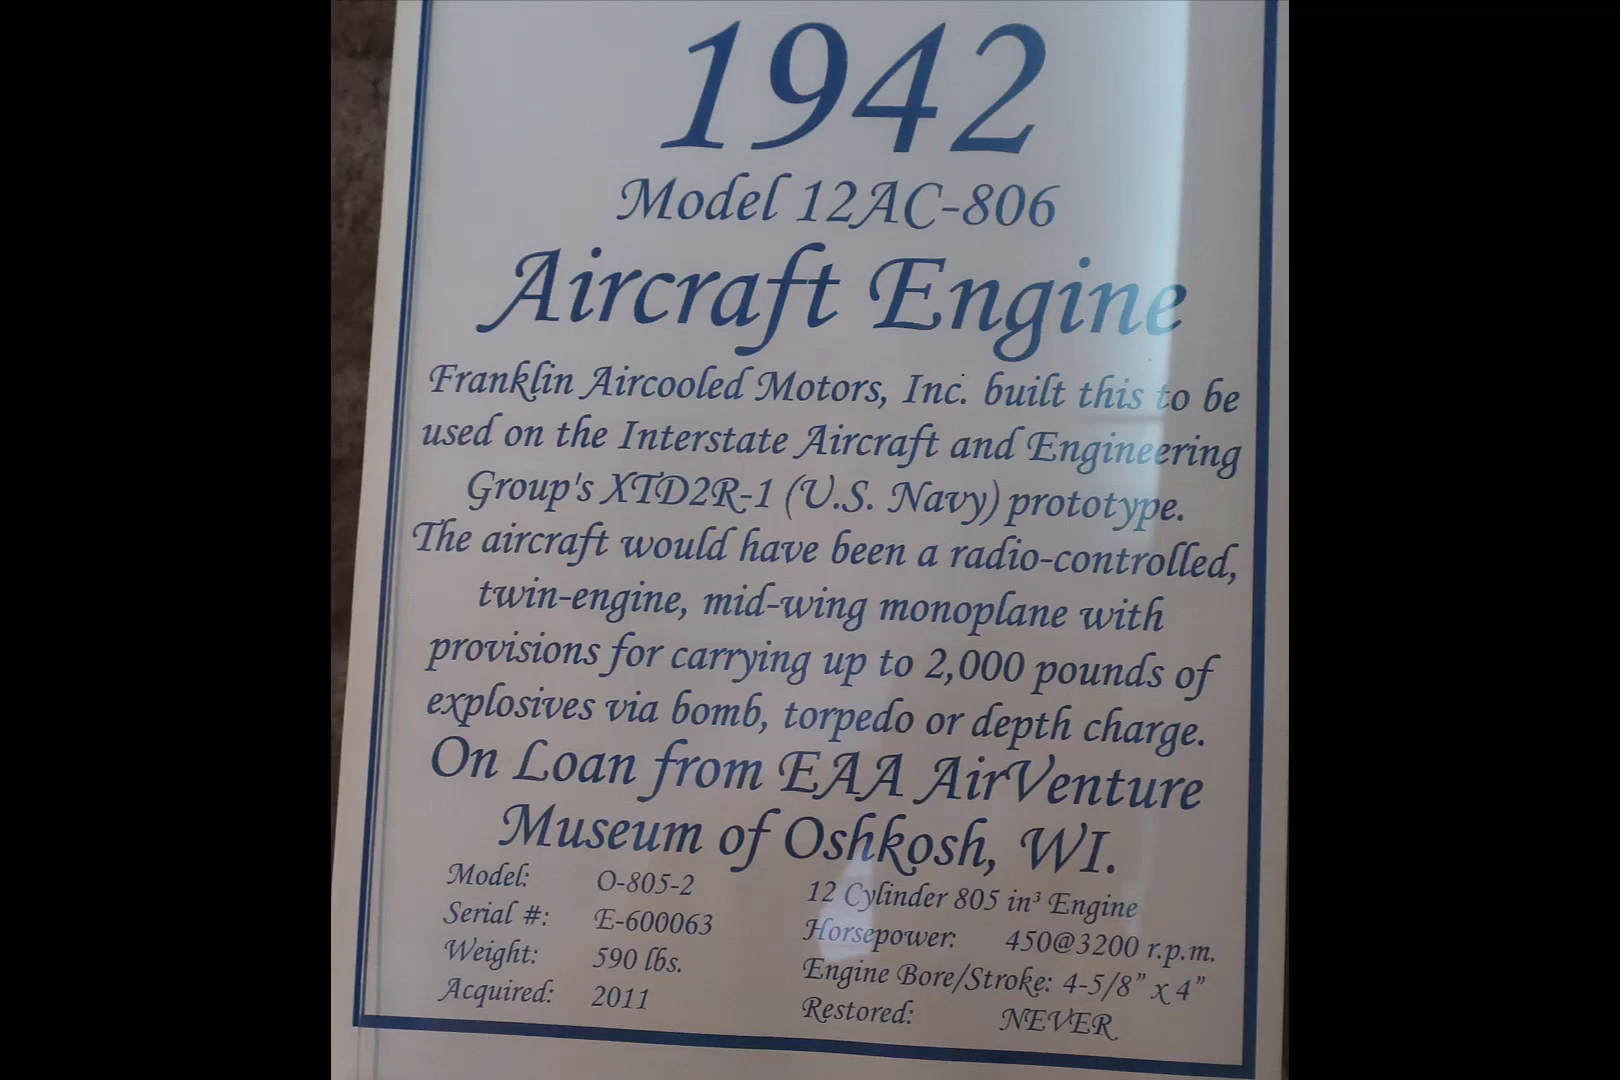 1942
Model 12AC-806
Aircraft Engine
Franklin Aircooled Motors, Inc. built this to be
used on the Interstate Aircraft and Engineering
Group's XTD2R-1 (U.S. Navy) prototype.
The aircraft would have been a radio-controlled,
twin-engine, mid-wing monoplane with
provisions for carrying up to 2,000 pounds of
explosives via bomb, torpedo or depth charge.
On Loan from EAA AirVenture
Museum of Oshkosh, WI.
Model: O-805-2
Serial #: E-600063
Weight: 590 lbs.
Acquired: 2011
12 Cylinder 805 in³ Engine
Horsepower: 450@3200 r.p.m.
Engine Bore/Stroke: 4-5/8” x 4”
Restored: NEVER